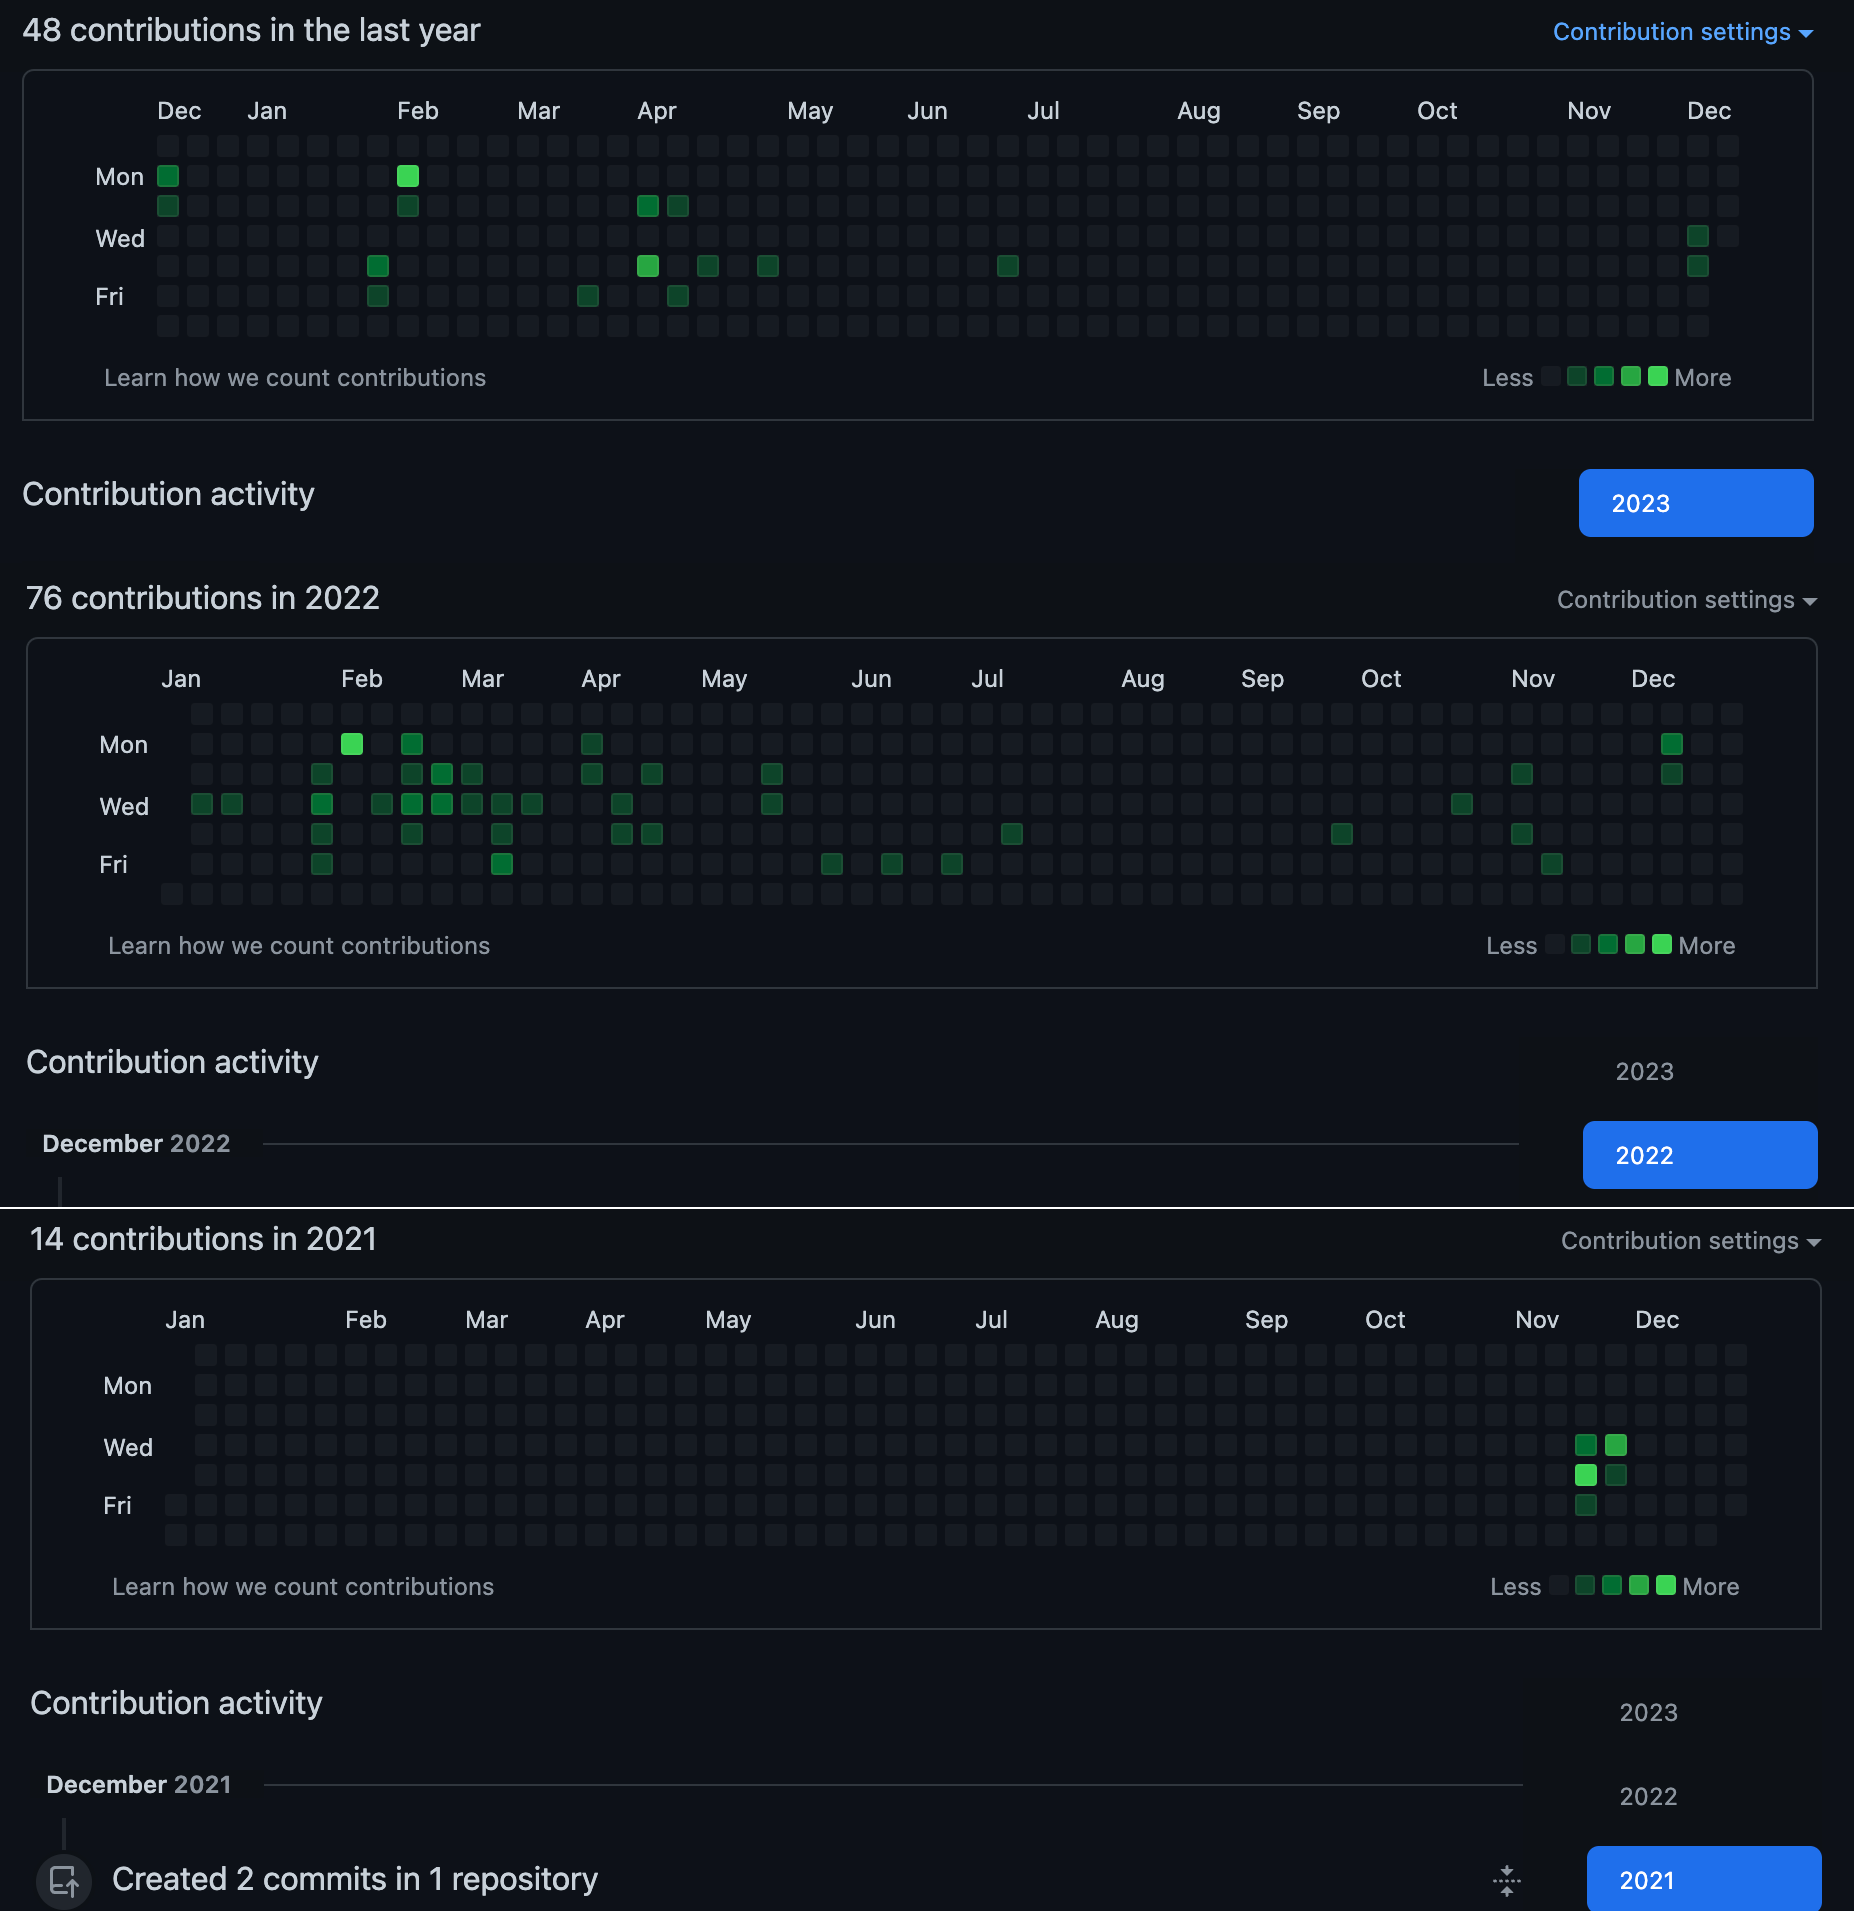 48 contributions in the last year
Contribution settings
Dec Jan Feb Mar Apr May Jun Jul Aug Sep Oct Nov Dec
Mon
Wed
Fri
Learn how we count contributions
Less More
Contribution activity
2023
76 contributions in 2022
Contribution settings
Jan Feb Mar Apr May Jun Jul Aug Sep Oct Nov Dec
Mon
Wed
Fri
Learn how we count contributions
Less More
Contribution activity
2023
December 2022
2022
14 contributions in 2021
Contribution settings
Jan Feb Mar Apr May Jun Jul Aug Sep Oct Nov Dec
Mon
Wed
Fri
Learn how we count contributions
Less More
Contribution activity
2023
December 2021
2022
Created 2 commits in 1 repository
2021